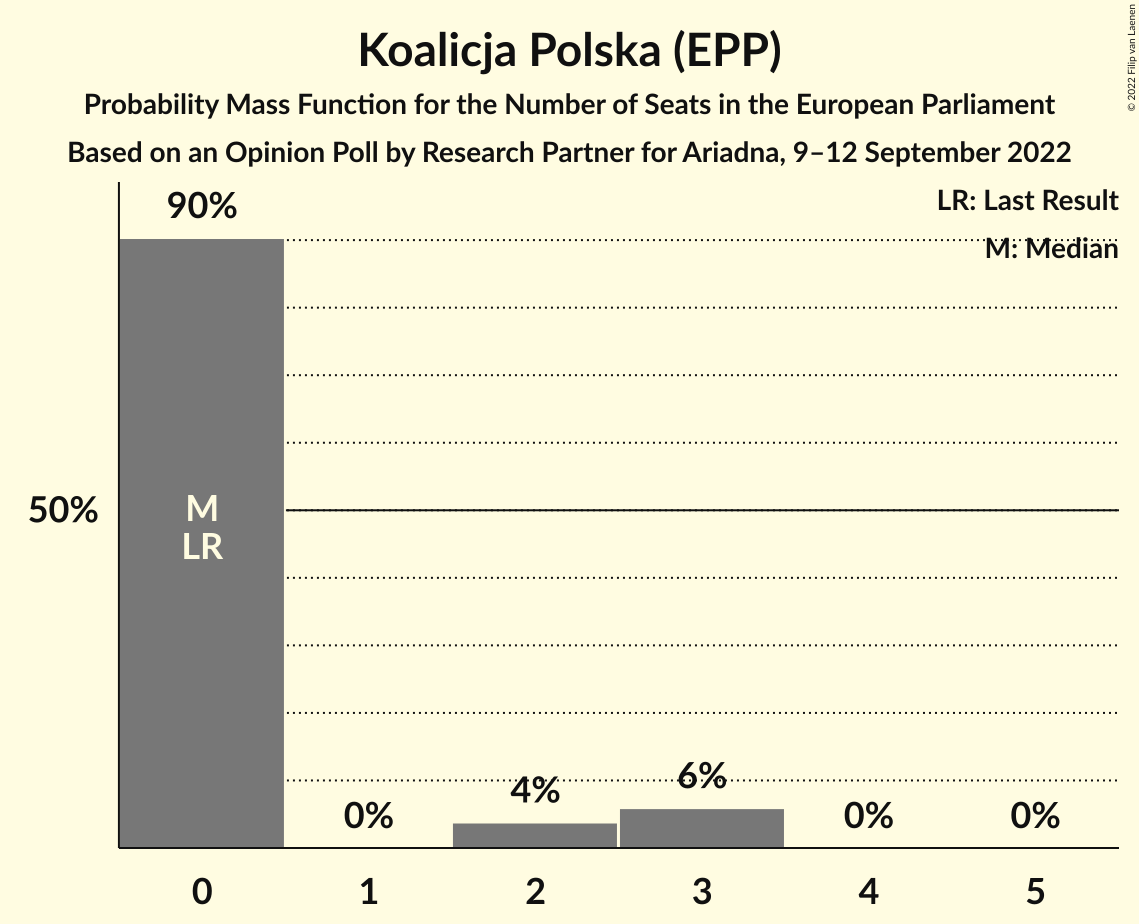 Koalicja Polska (EPP)
Probability Mass Function for the Number of Seats in the European Parliament
Based on an Opinion Poll by Research Partner for Ariadna, 9–12 September 2022
© 2022 Filip van Laenen
LR: Last Result
M: Median
90%
50%
M
LR
0%
4%
6%
0%
0%
0
1
2
3
4
5